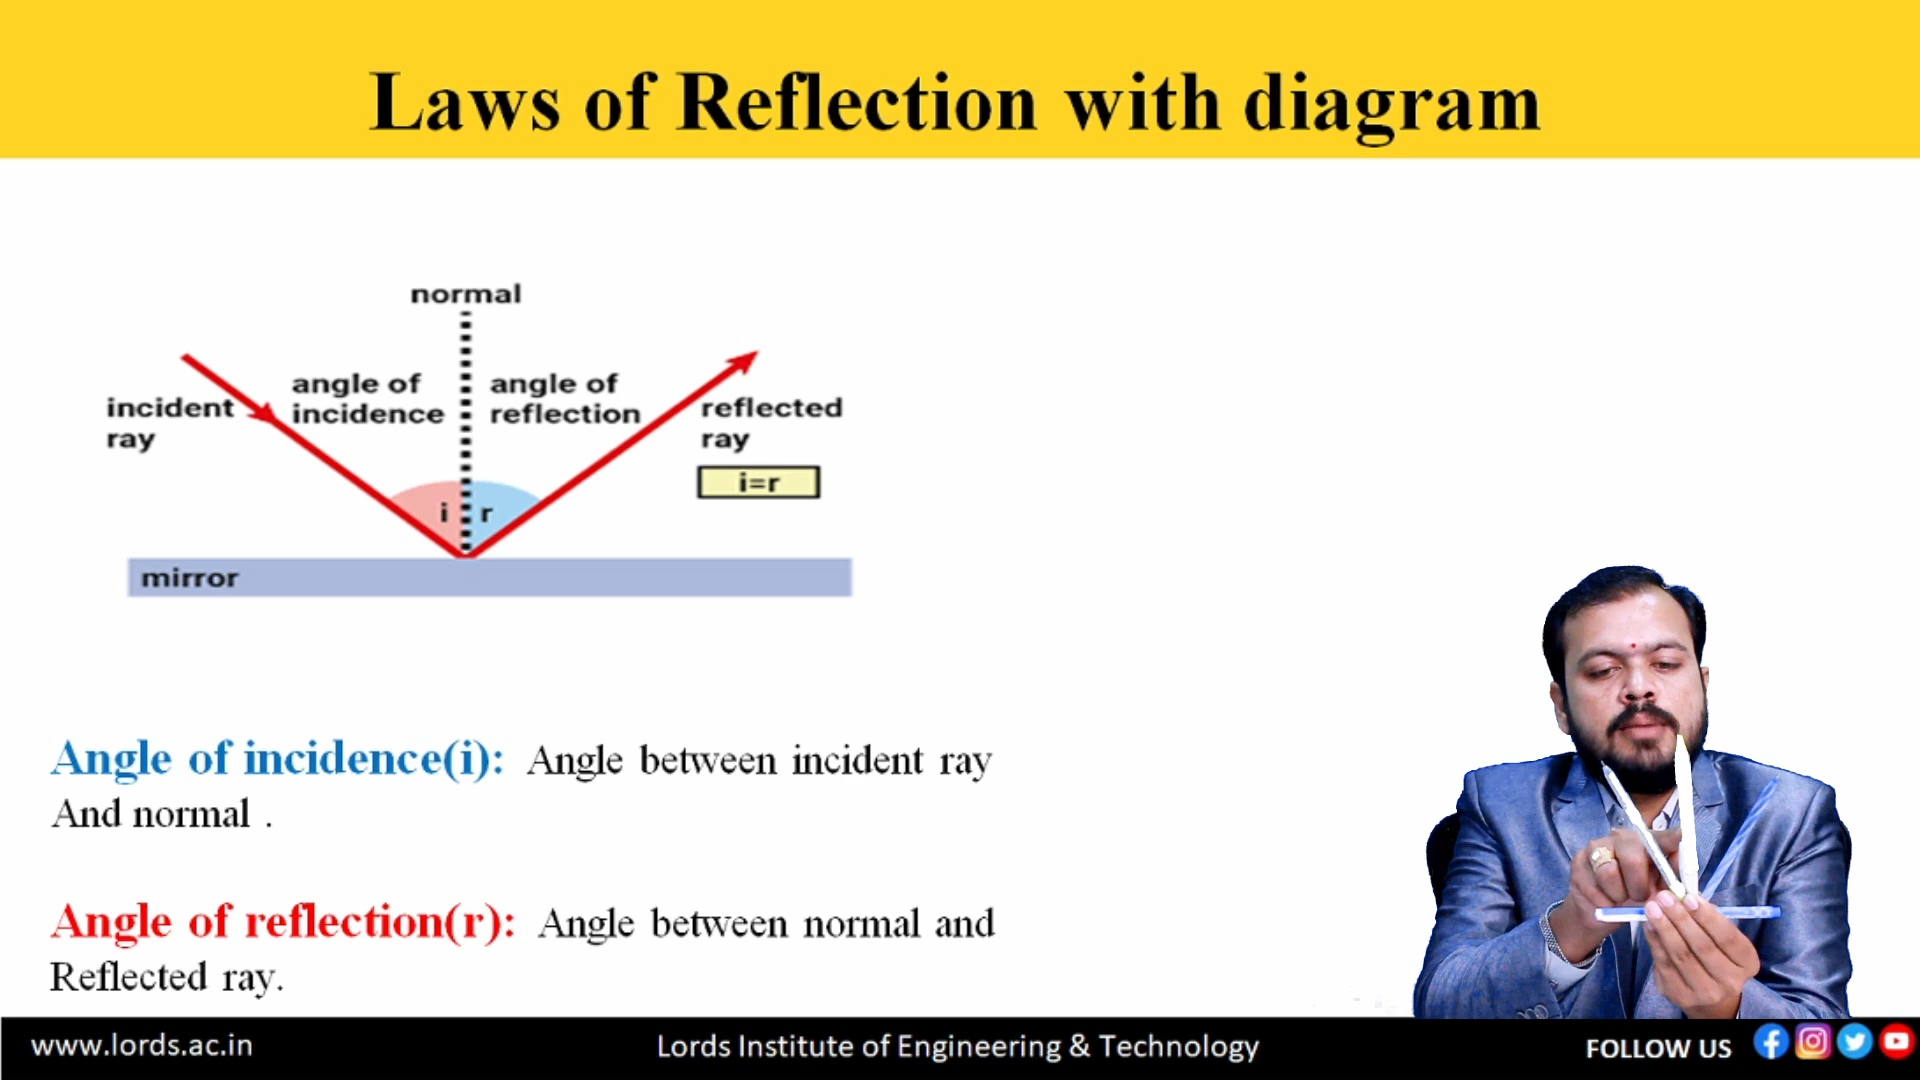 Laws of Reflection with diagram
normal
angle of
incidence
angle of
reflection
incident
ray
reflected
ray
i=r
i
r
mirror
Angle of incidence(i): Angle between incident ray
And normal .
Angle of reflection(r): Angle between normal and
Reflected ray.
www.lords.ac.in
Lords Institute of Engineering & Technology
FOLLOW US